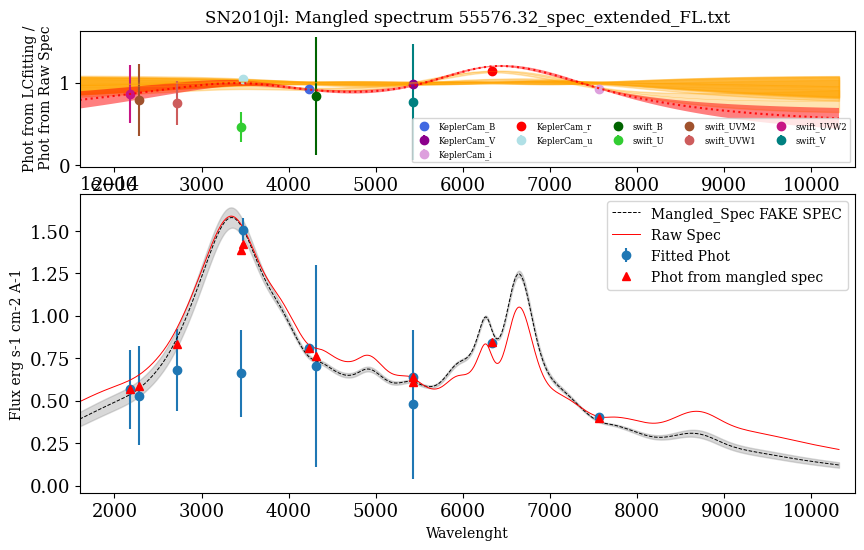 SN2010jl: Mangled spectrum 55576.32_spec_extended_FL.txt
Phot from LCfitting /
Phot from Raw Spec
1
0
KeplerCam_B
KeplerCam_V
KeplerCam_i
KeplerCam_r
KeplerCam_u
swift_B
swift_U
swift_UVM2
swift_UVW1
swift_UVW2
swift_V
2000 3000 4000 5000 6000 7000 8000 9000 10000
1e−14
Flux erg s-1 cm-2 A-1
1.50
1.25
1.00
0.75
0.50
0.25
0.00
Mangled_Spec FAKE SPEC
Raw Spec
Fitted Phot
Phot from mangled spec
2000 3000 4000 5000 6000 7000 8000 9000 10000
Wavelenght